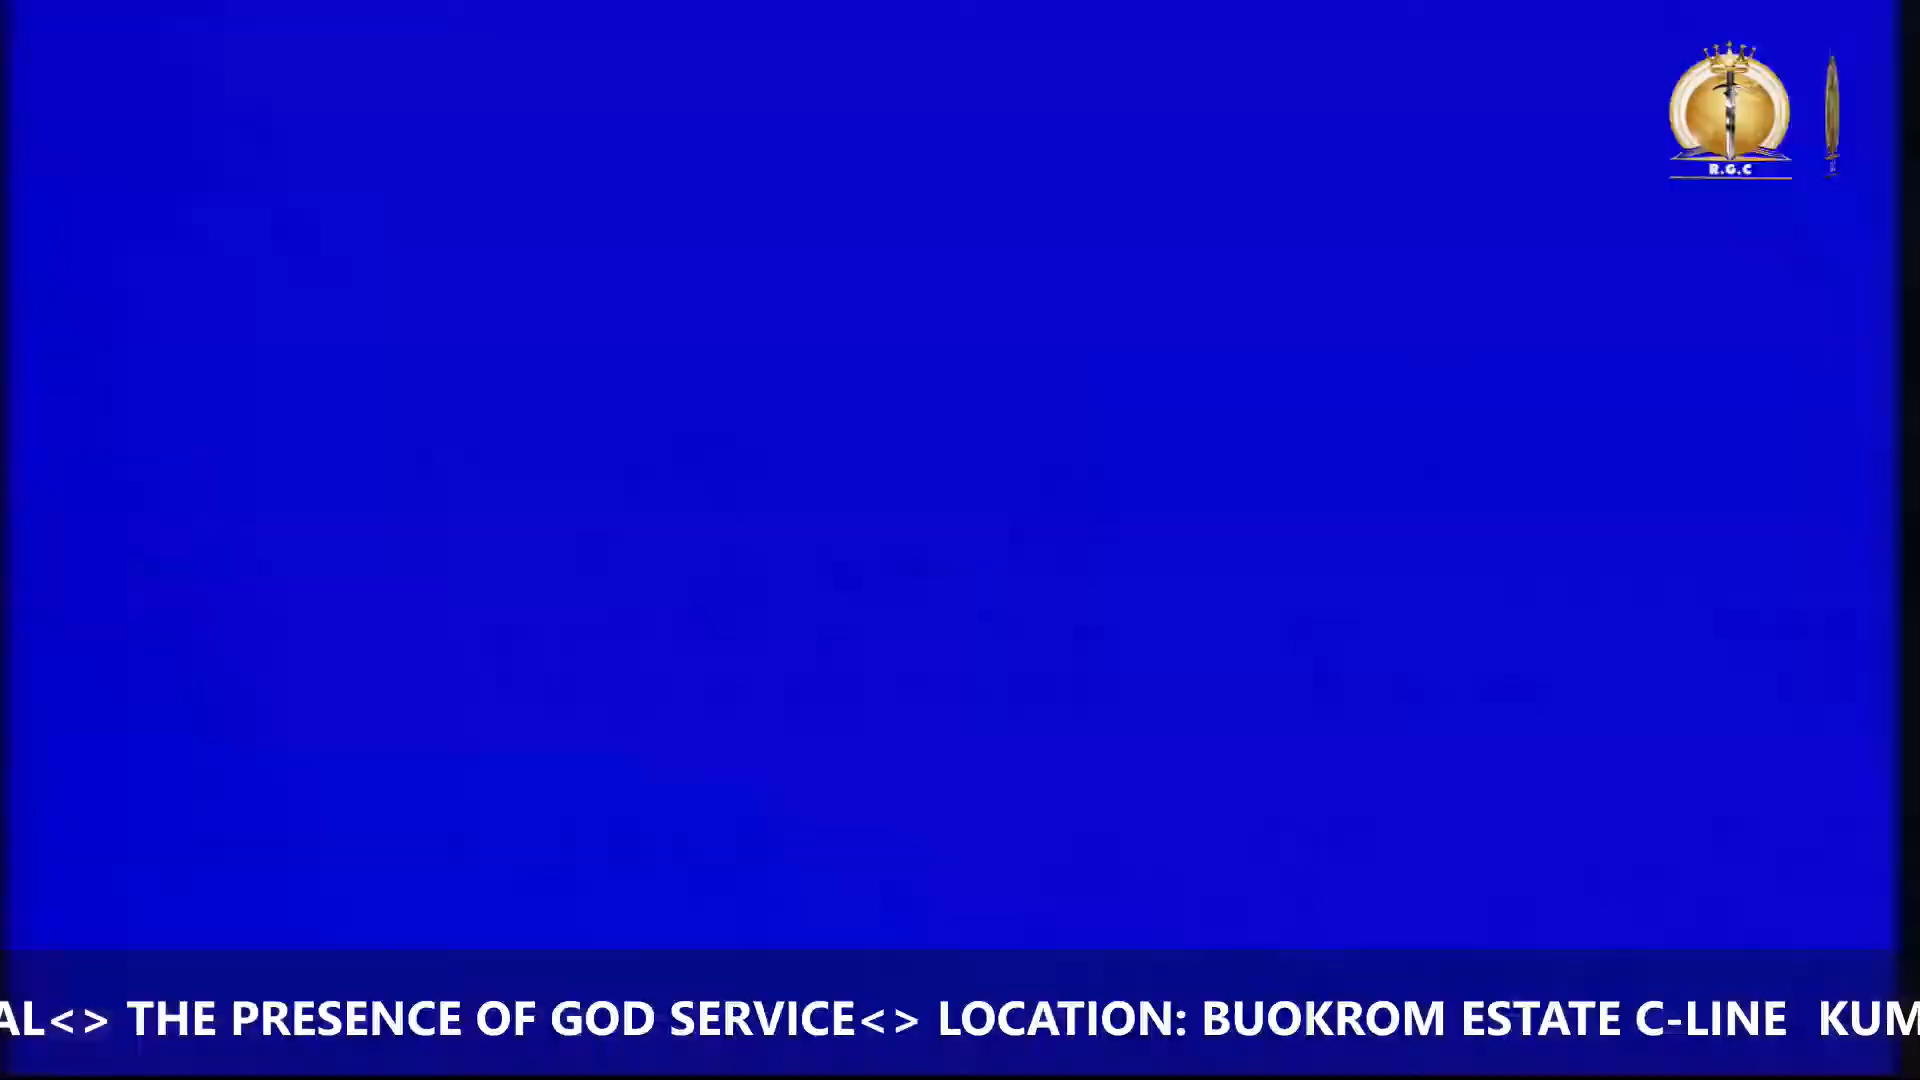 R.G.C
AL<> THE PRESENCE OF GOD SERVICE<> LOCATION: BUOKROM ESTATE C-LINE KUM